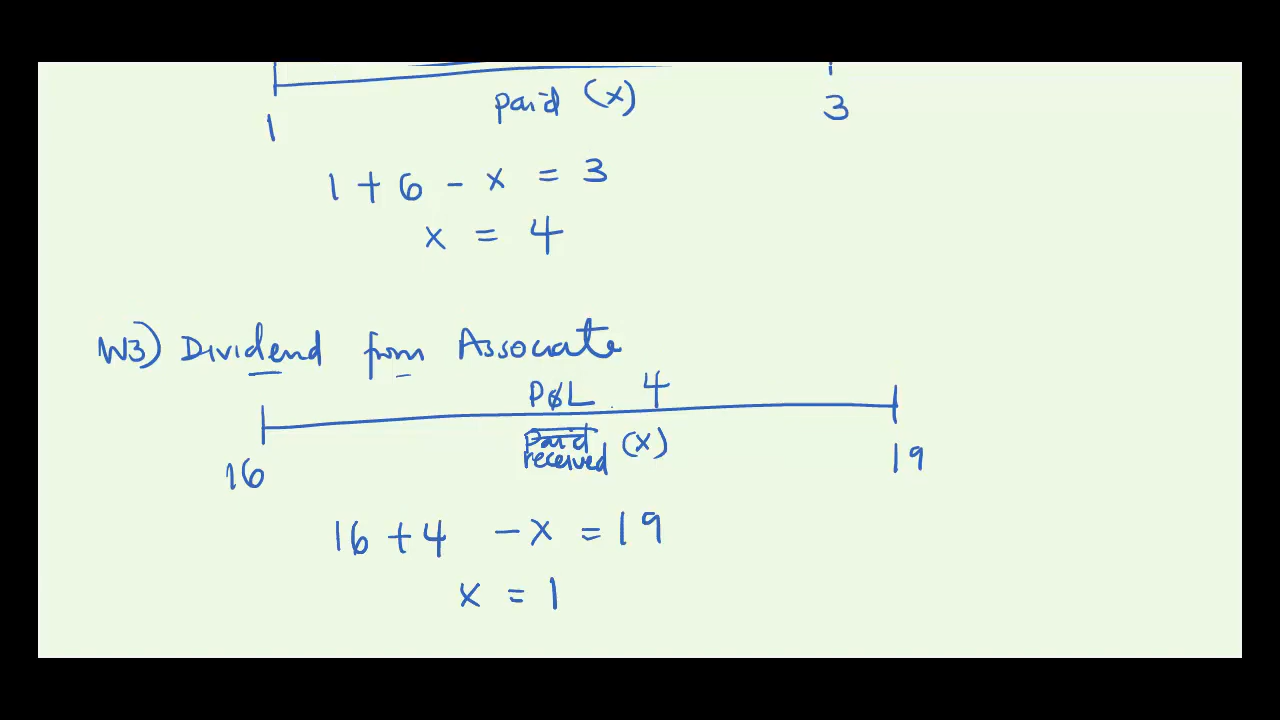 paid (x)
1 3
1 + 6 - x = 3
x = 4
W3) Dividend from Associate
P&L 4
paid
received (x)
16 19
16 + 4 - x = 19
x = 1